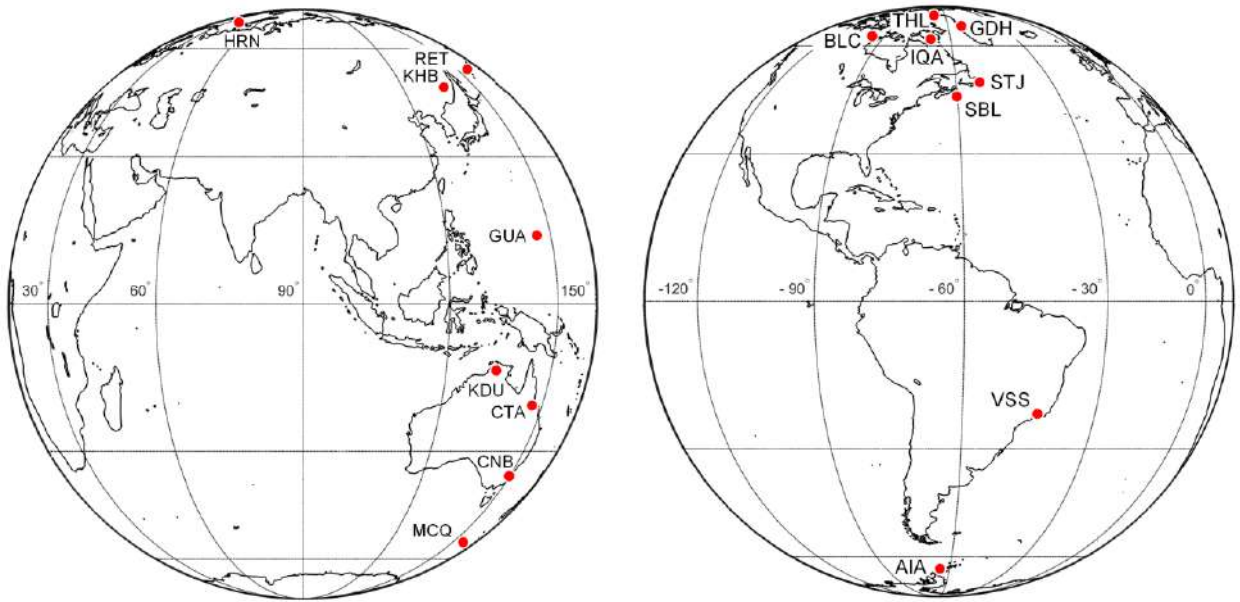 HRN
RET
KHB
GUA
30° 60° 90° 150°
KDU
CTA
CNB
MCQ
THL
GDH
BLC
IQA
STJ
SBL
-120° -90° -60° -30° 0°
VSS
AIA